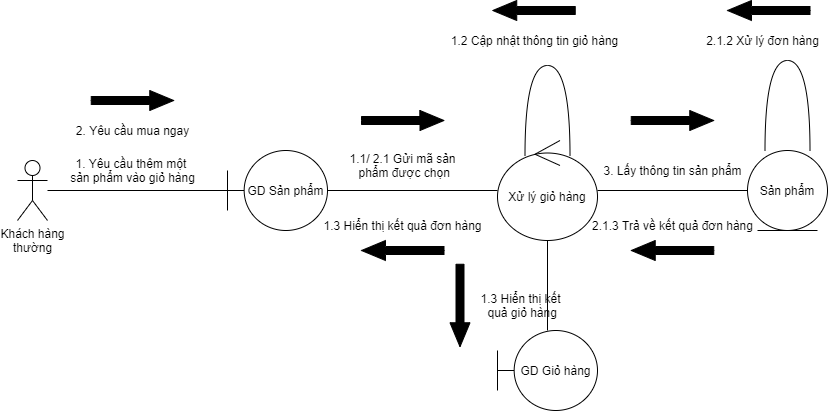 1.2 Cập nhật thông tin giỏ hàng
2.1.2 Xử lý đơn hàng
2. Yêu cầu mua ngay
1. Yêu cầu thêm một
sản phẩm vào giỏ hàng
1.1/ 2.1 Gửi mã sản
phẩm được chọn
3. Lấy thông tin sản phẩm
GD Sản phẩm
Xử lý giỏ hàng
Sản phẩm
Khách hàng
thường
1.3 Hiển thị kết quả đơn hàng
2.1.3 Trả về kết quả đơn hàng
1.3 Hiển thị kết
quả giỏ hàng
GD Giỏ hàng